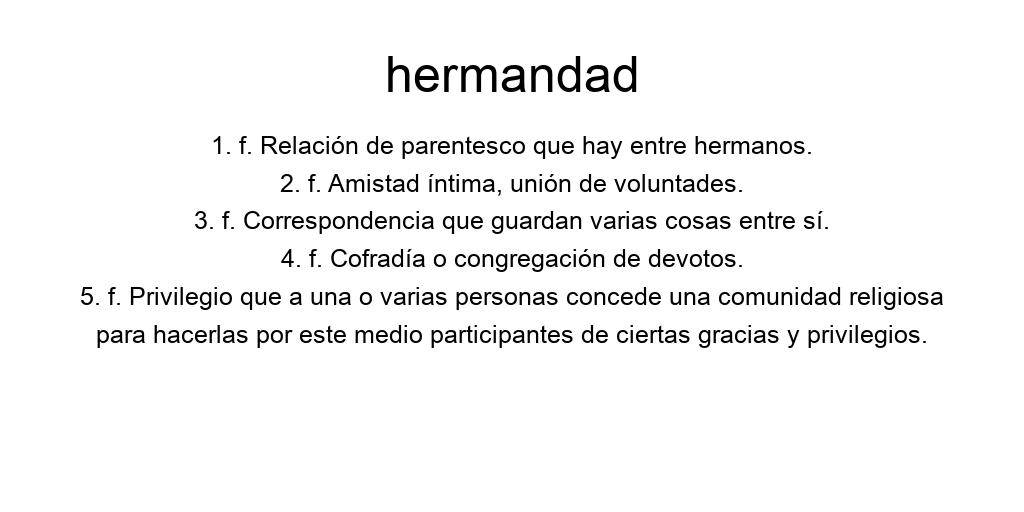 hermandad
1. f. Relación de parentesco que hay entre hermanos.
2. f. Amistad íntima, unión de voluntades.
3. f. Correspondencia que guardan varias cosas entre sí.
4. f. Cofradía o congregación de devotos.
5. f. Privilegio que a una o varias personas concede una comunidad religiosa
para hacerlas por este medio participantes de ciertas gracias y privilegios.